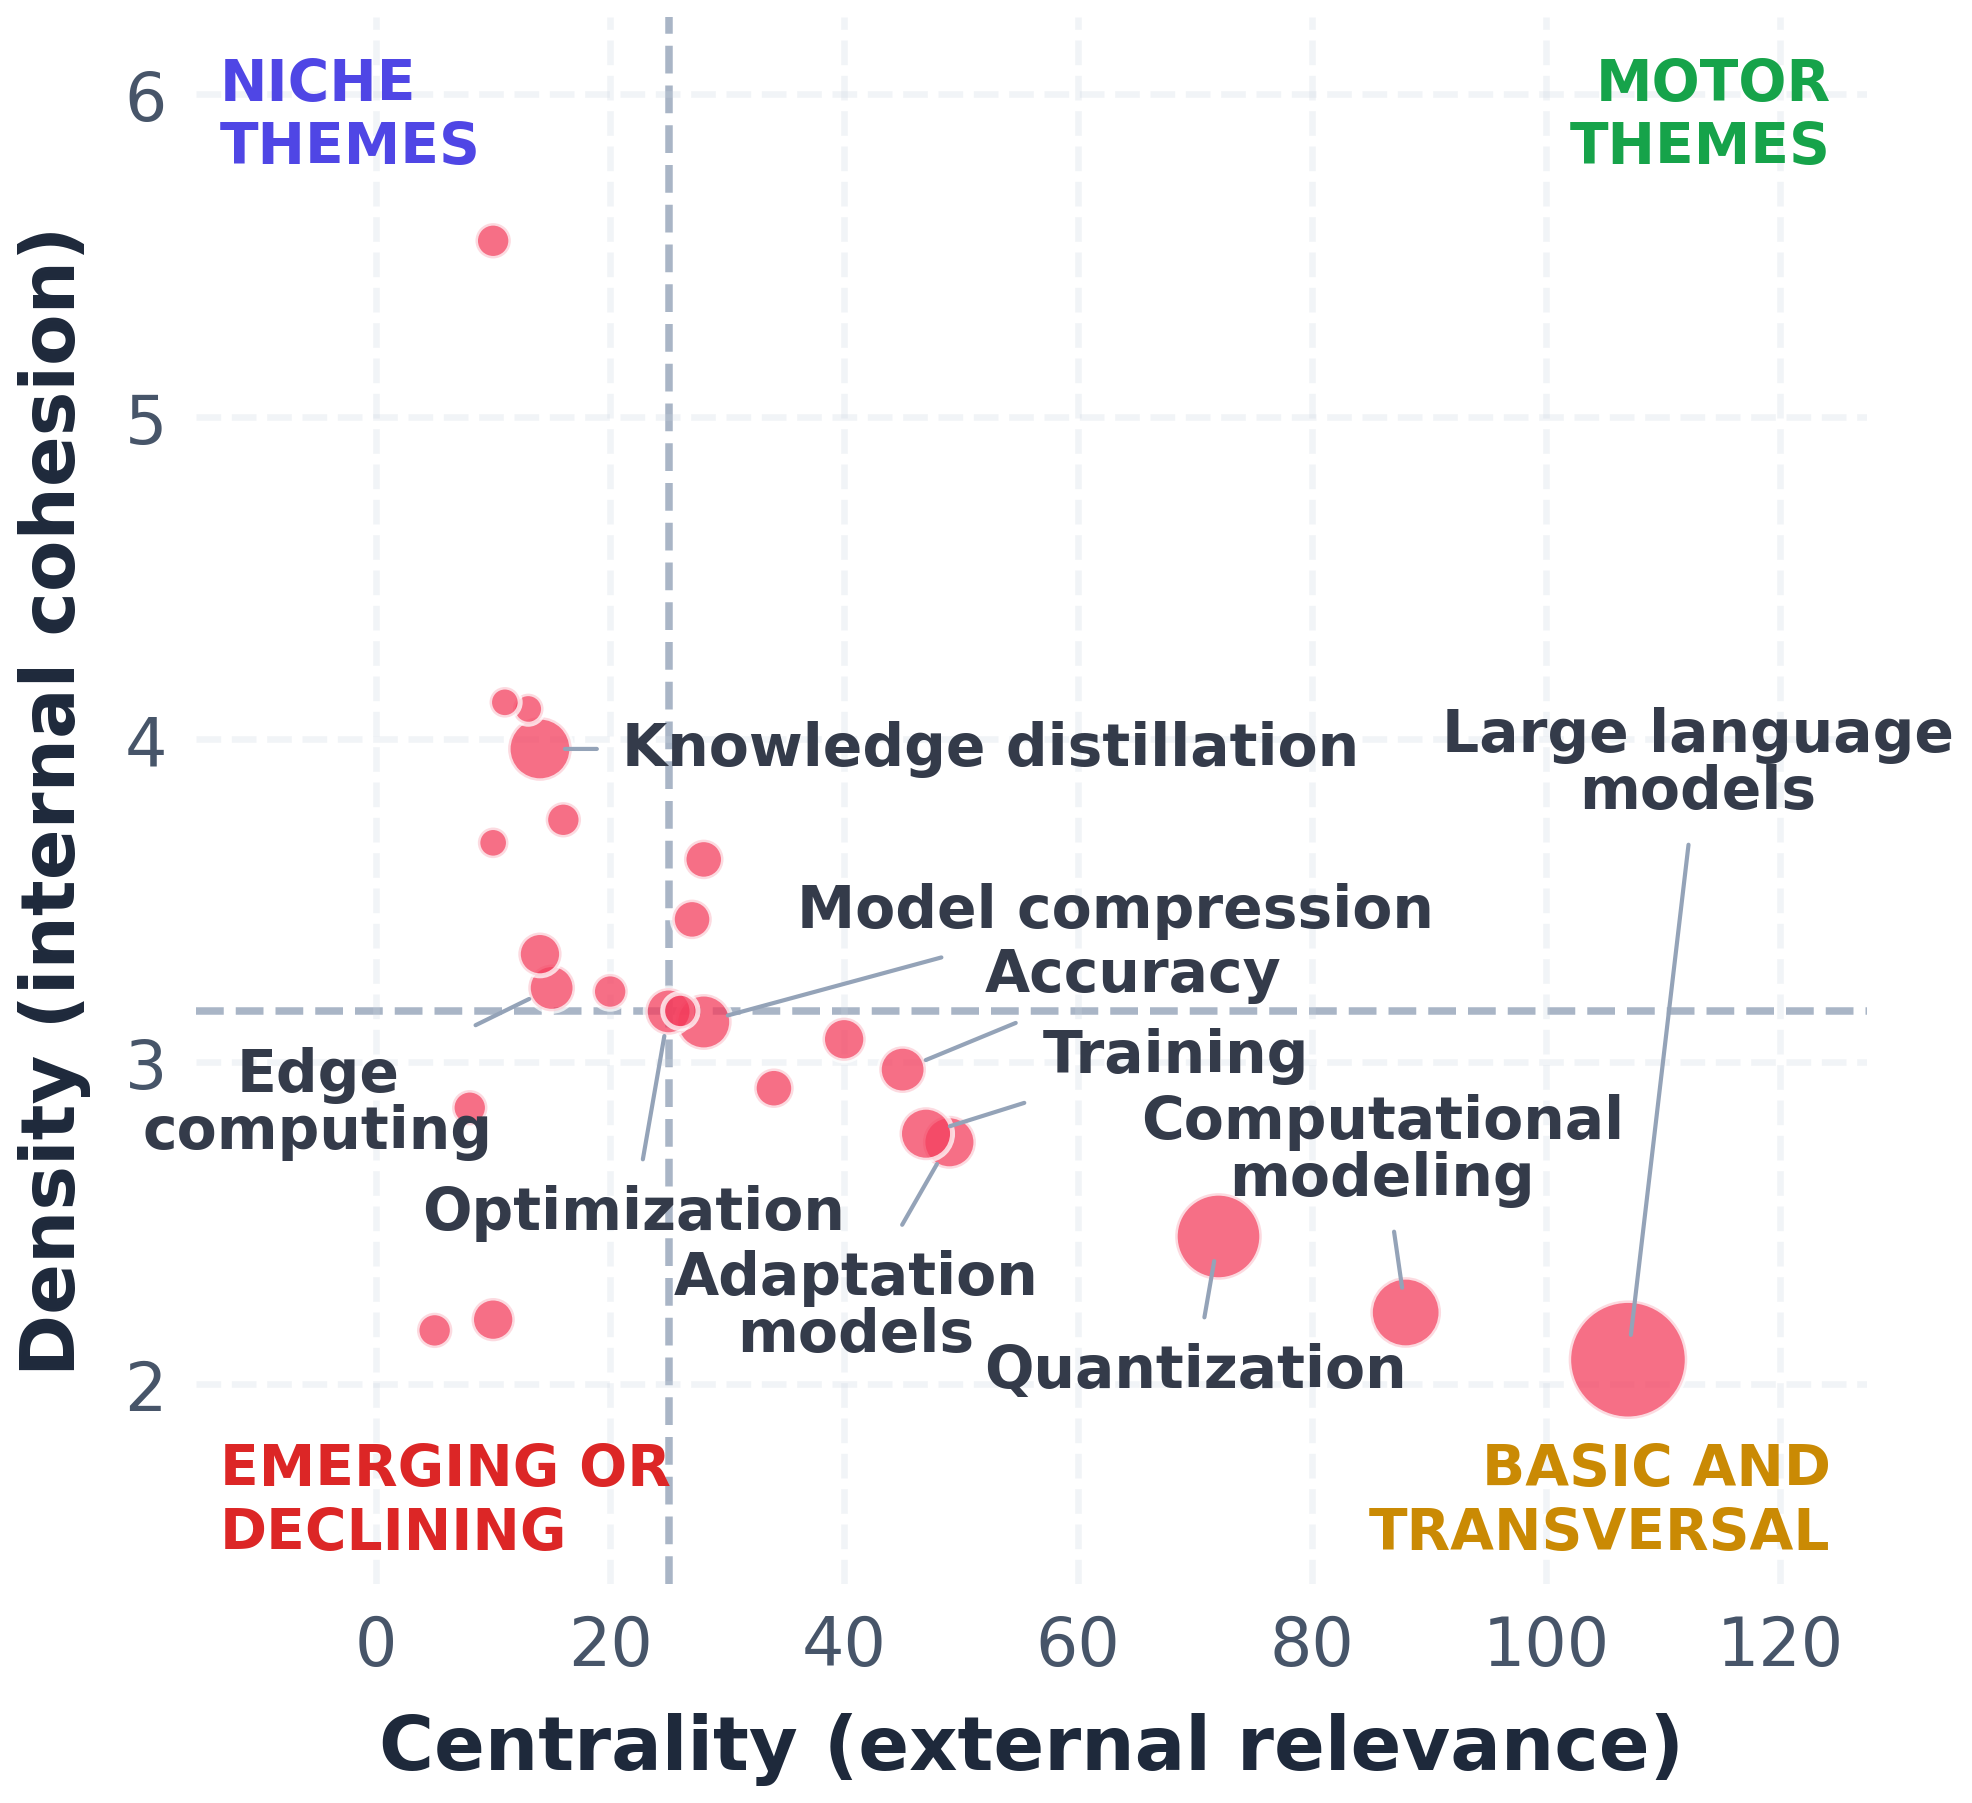 NICHE
THEMES
MOTOR
THEMES
Density (internal cohesion)
6
5
4
3
2
Knowledge distillation
Large language
models
Model compression
Accuracy
Training
Edge
computing
Computational
modeling
Optimization
Adaptation
models
Quantization
EMERGING OR
DECLINING
BASIC AND
TRANSVERSAL
0 20 40 60 80 100 120
Centrality (external relevance)